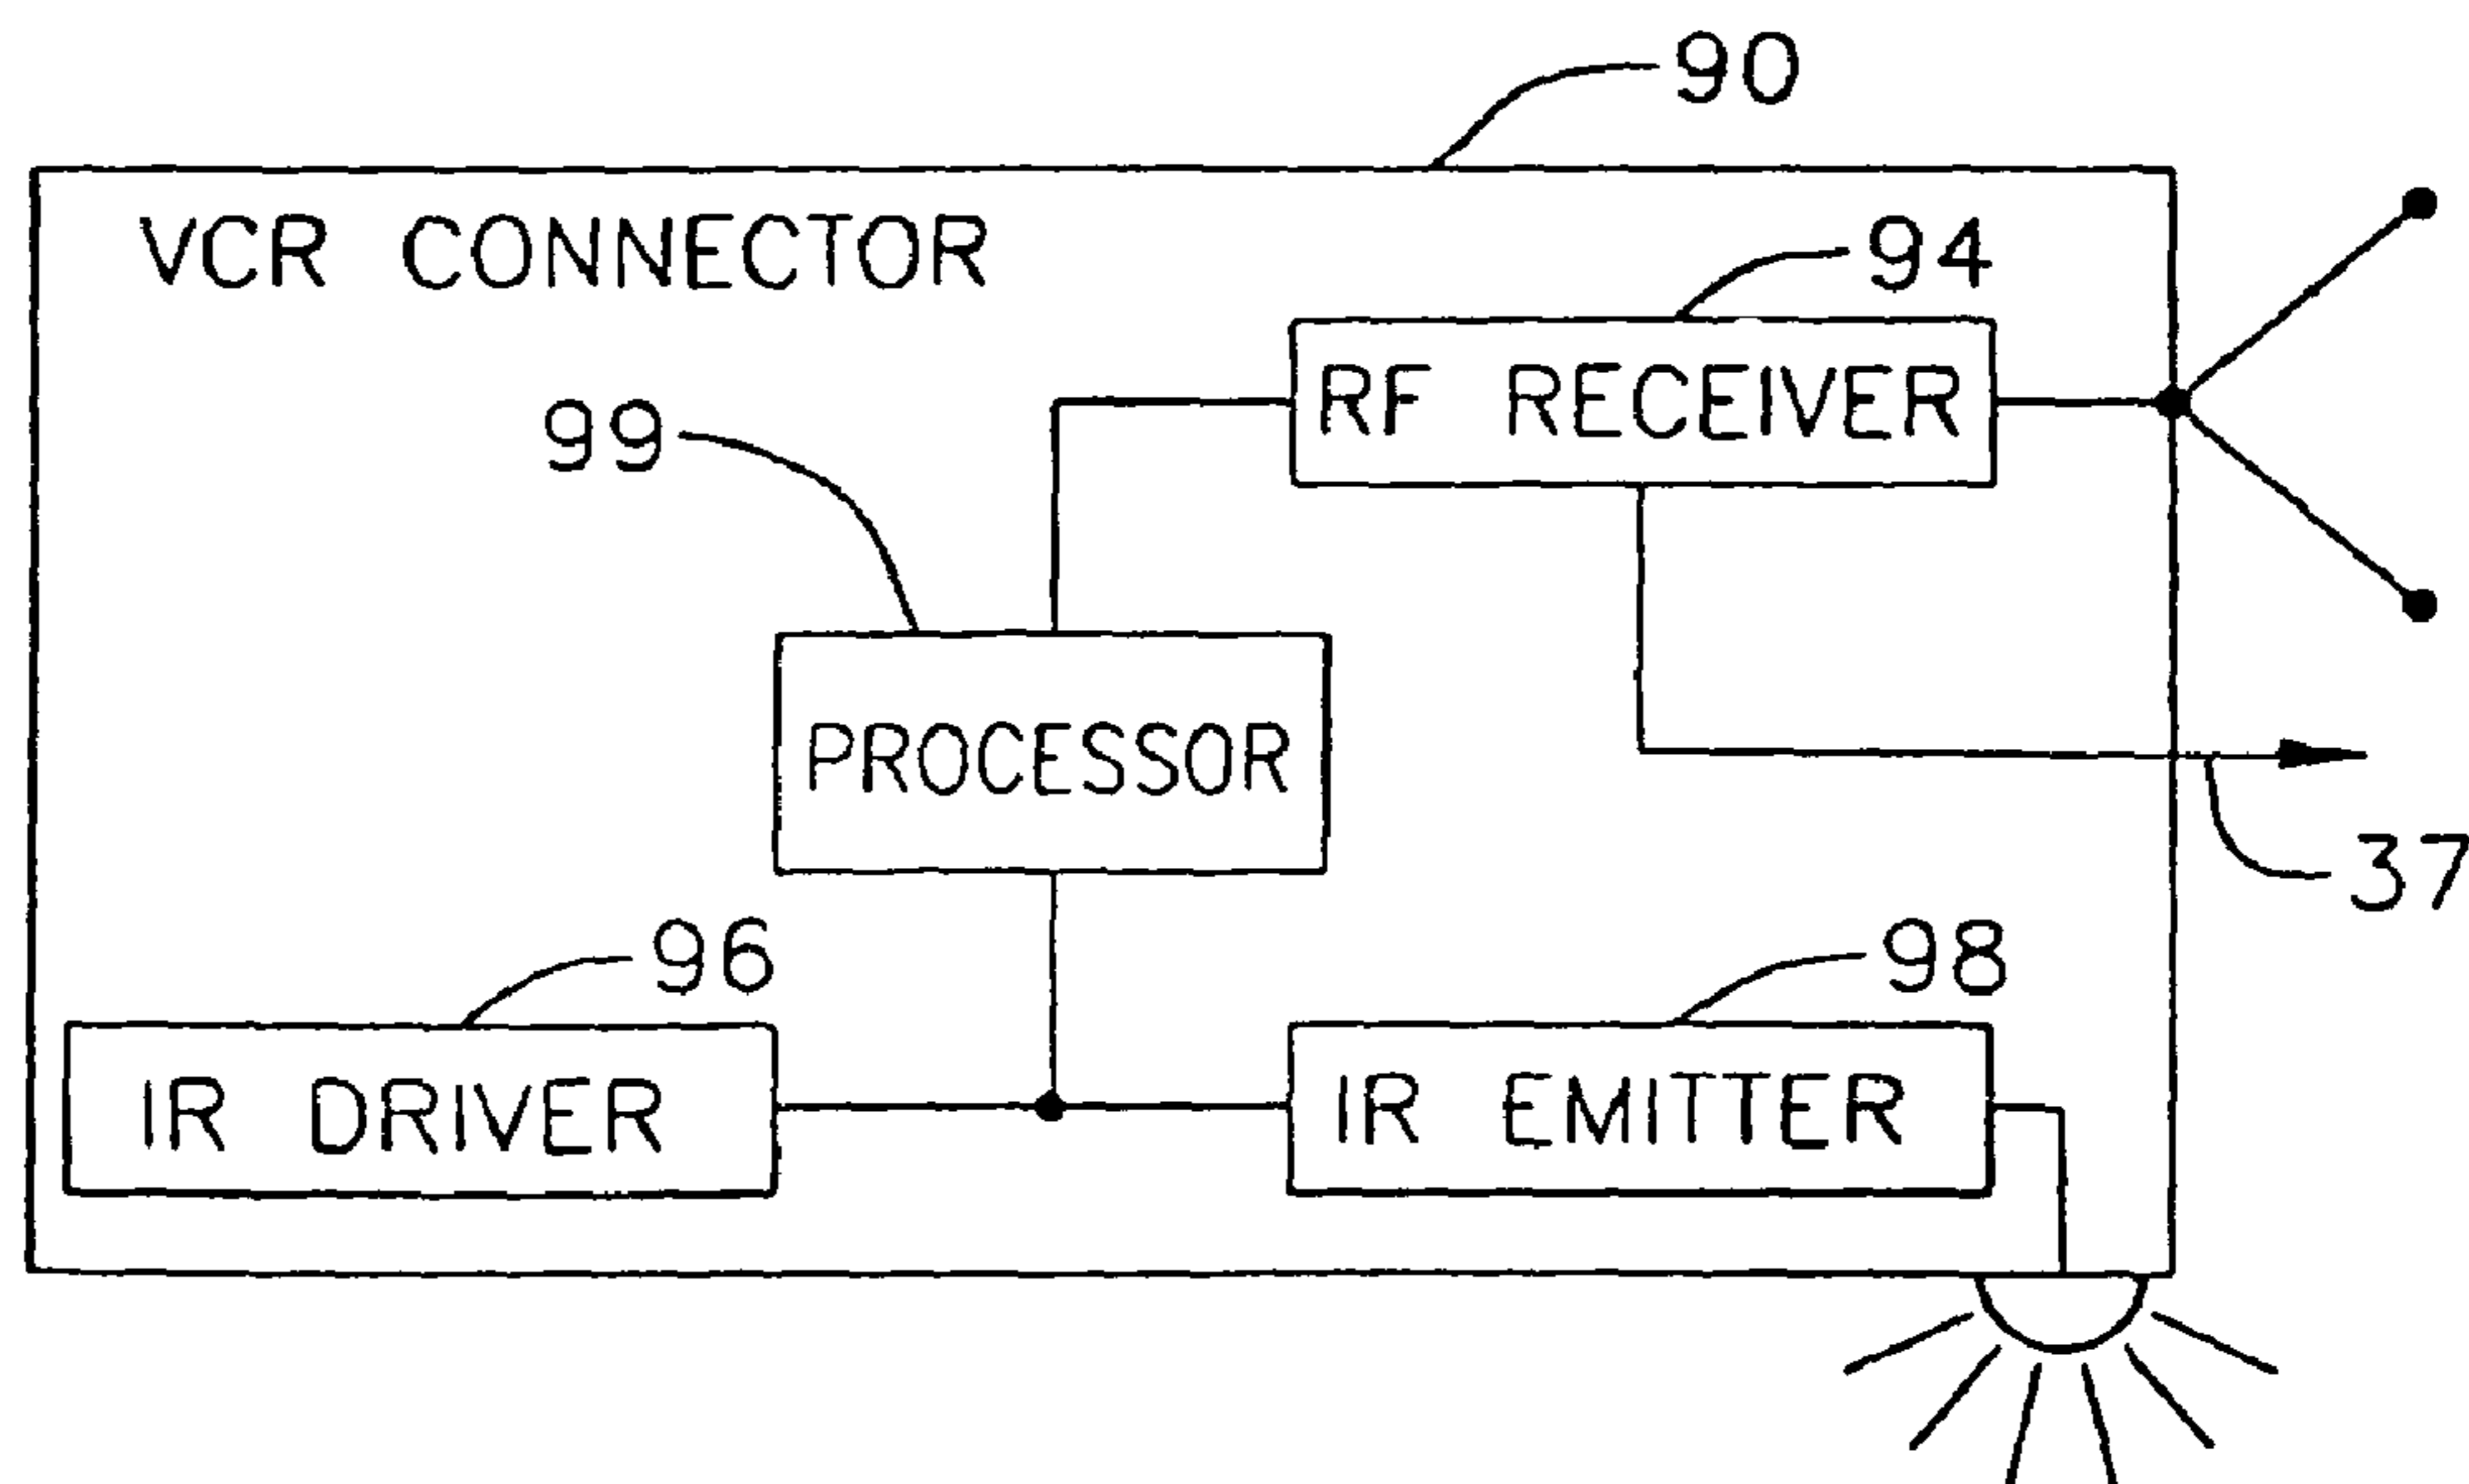 90
VCR CONNECTOR
94
RF RECEIVER
99
PROCESSOR
37
96
98
IR DRIVER
IR EMITTER